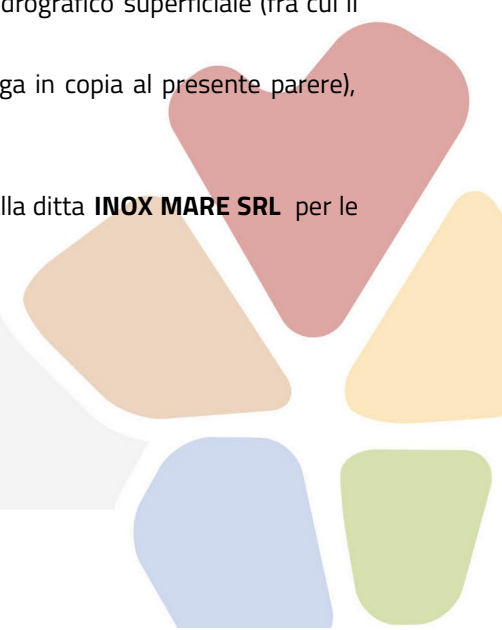 drografico superficiale (fra cui il
ga in copia al presente parere),
lla ditta INOX MARE SRL per le